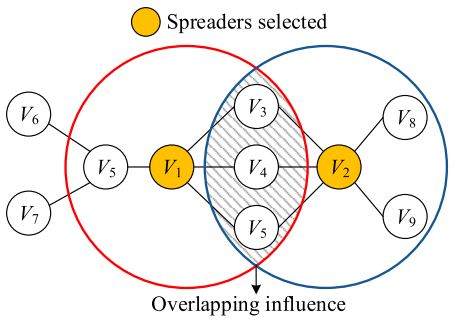 Spreaders selected
V6
V3
V8
V5
V1
V4
V2
V7
V5
V9
Overlapping influence